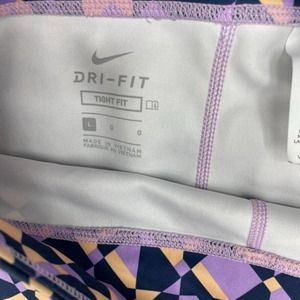 DRI-FIT
TIGHT FIT
L G G
MADE IN VIETNAM
FABRIQUÉ AU VIETNAM